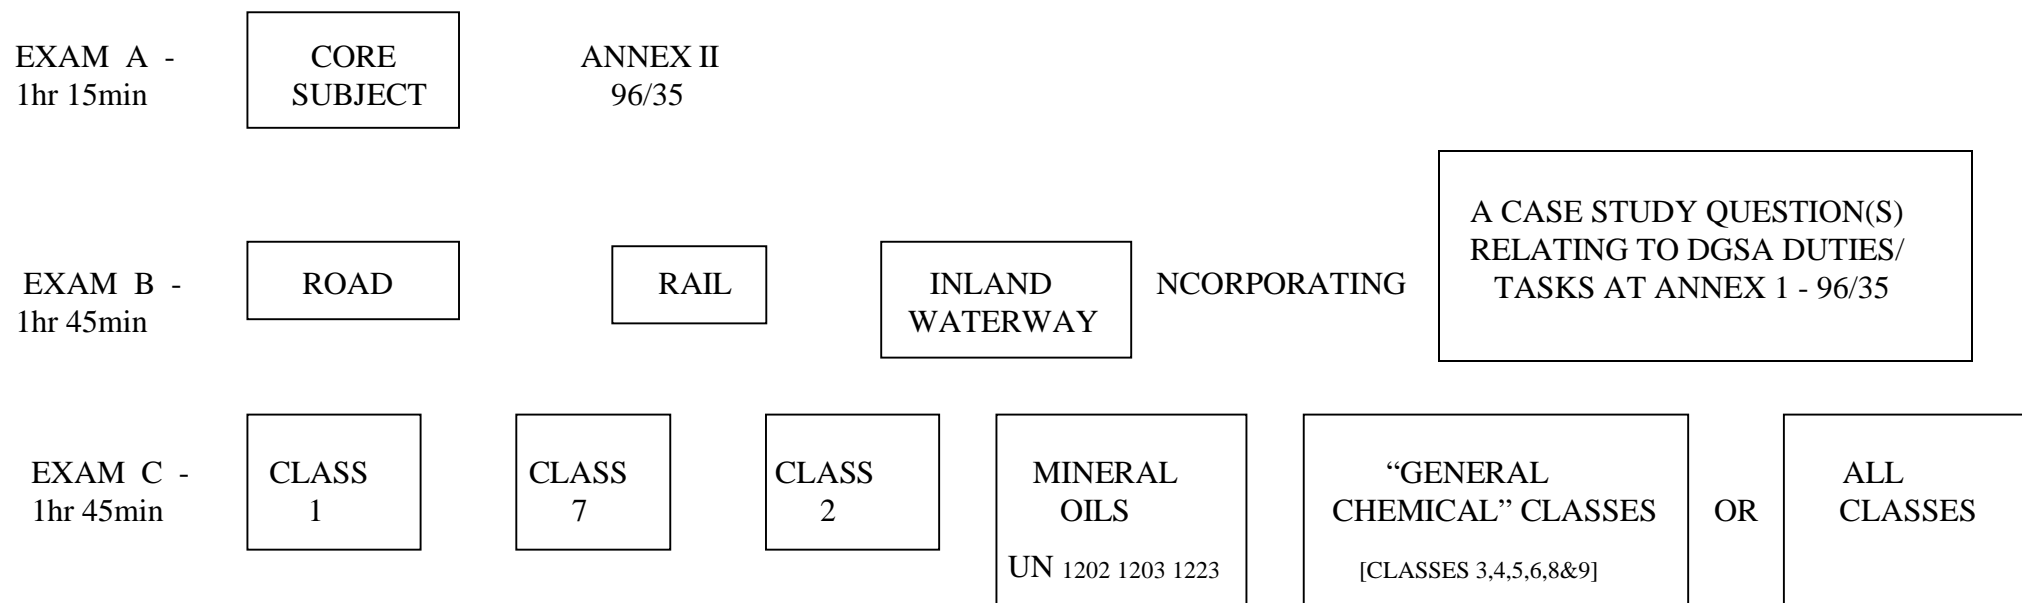 EXAM A - CORE ANNEX II
1hr 15min SUBJECT 96/35
A CASE STUDY QUESTION(S)
RELATING TO DGSA DUTIES/
EXAM B - ROAD RAIL INLAND NCORPORATING TASKS AT ANNEX 1 - 96/35
1hr 45min WATERWAY
EXAM C - CLASS CLASS CLASS MINERAL “GENERAL ALL
1hr 45min 1 7 2 OILS CHEMICAL” CLASSES OR CLASSES
UN 1202 1203 1223 [CLASSES 3,4,5,6,8&9]